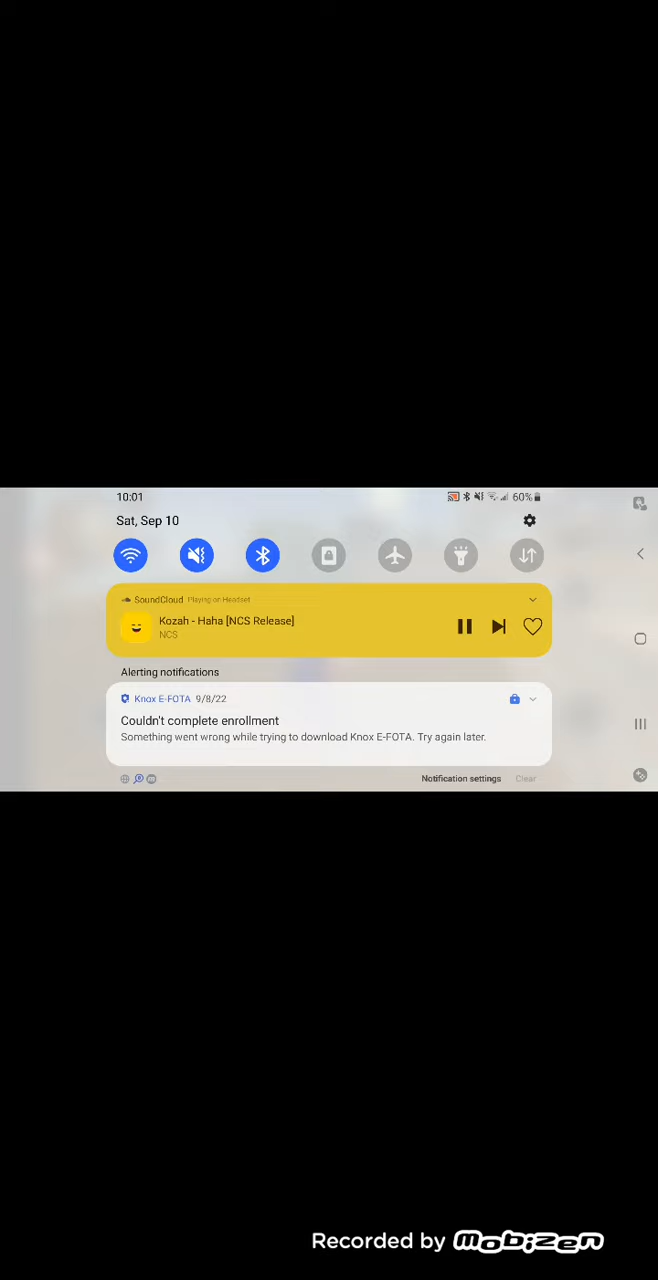 10:01
60%
Sat, Sep 10
SoundCloud Playing on Headset
Kozah - Haha [NCS Release]
NCS
Alerting notifications
Knox E-FOTA 9/8/22
Couldn't complete enrollment
Something went wrong while trying to download Knox E-FOTA. Try again later.
Notification settings Clear
Recorded by mobizen